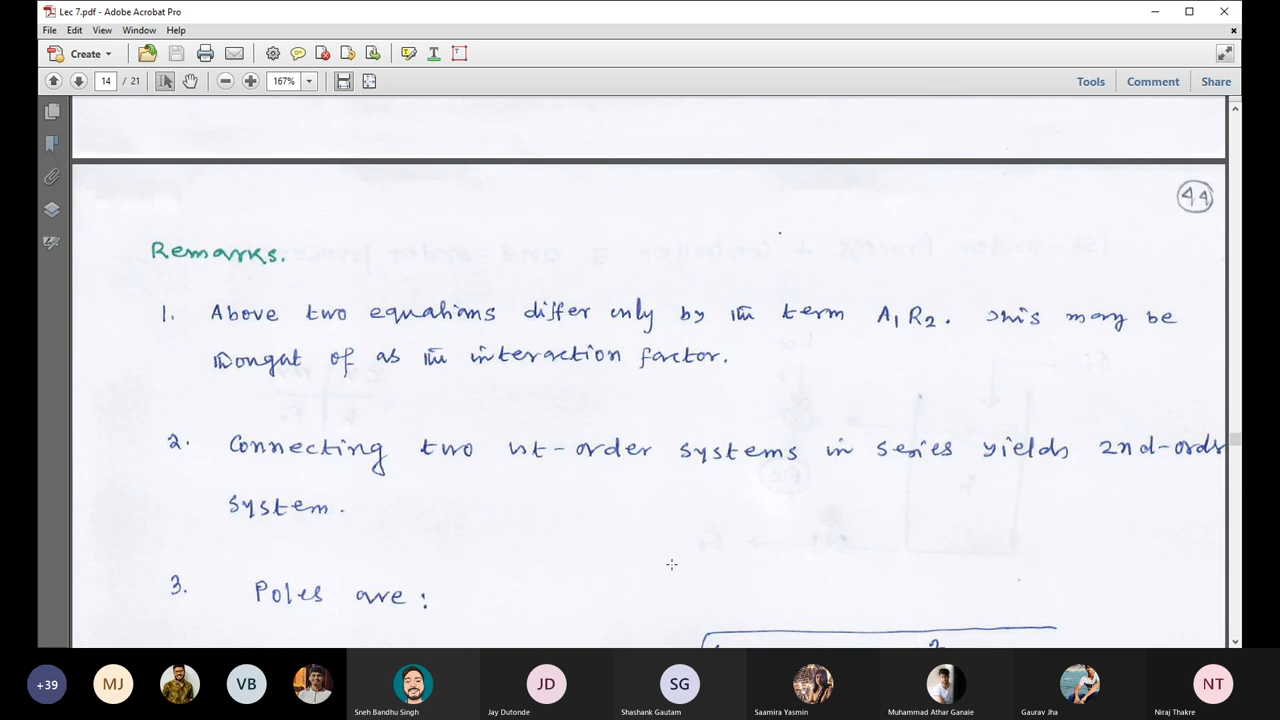 Lec 7.pdf - Adobe Acrobat Pro
File Edit View Window Help
Create
14 / 21 167% Tools Comment Share
44
Remarks.
1. Above two equations differ only by the term A1R2. This may be
thought of as the interaction factor.
2. Connecting two 1st-order systems in series yields 2nd-order
system.
3. Poles are:
+39 MJ VB JD SG NT
Sneh Bandhu Singh Jay Dutonde Shashank Gautam Saamira Yasmin Muhammad Athar Ganaie Gaurav Jha Niraj Thakre